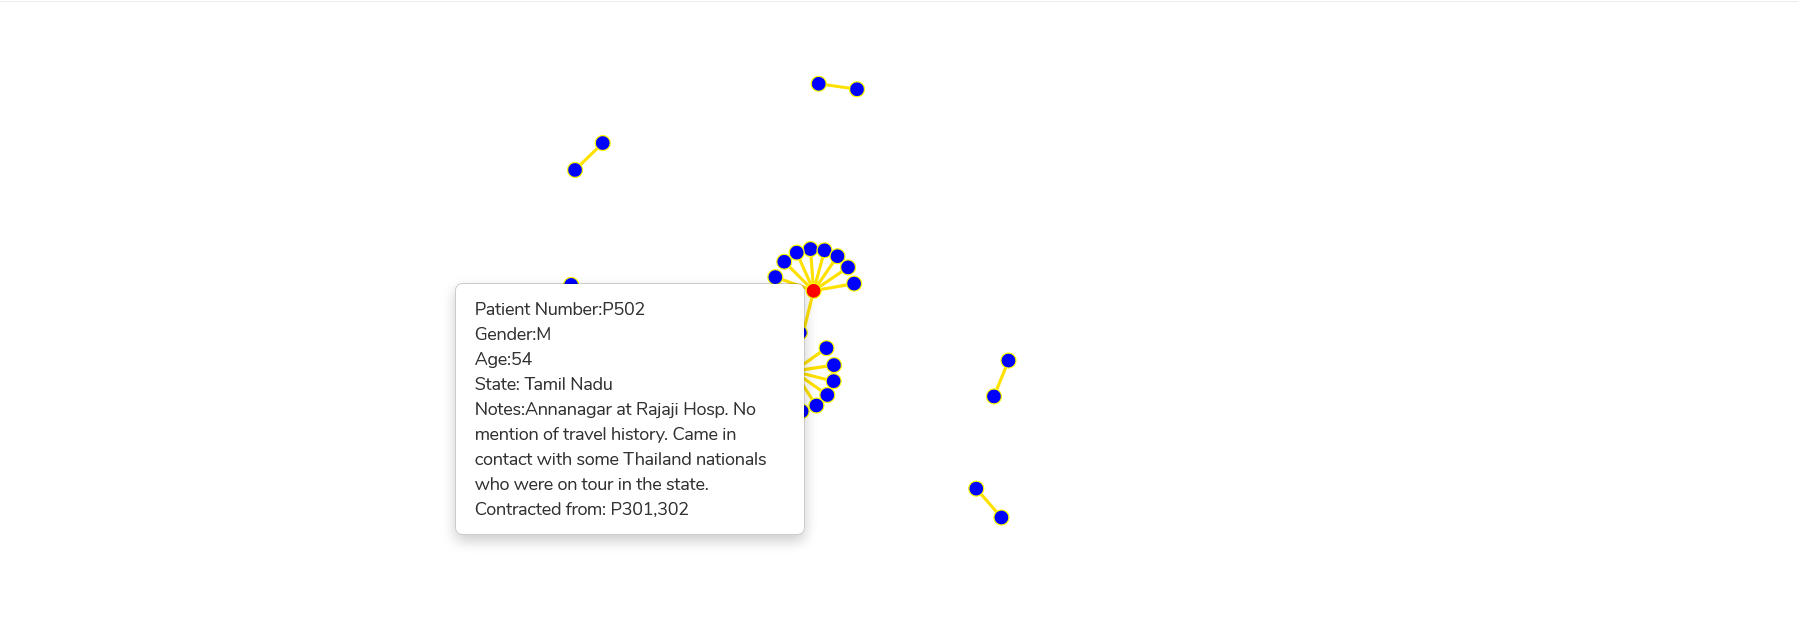 Patient Number:P502
Gender:M
Age:54
State: Tamil Nadu
Notes:Annanagar at Rajaji Hosp. No
mention of travel history. Came in
contact with some Thailand nationals
who were on tour in the state.
Contracted from: P301,302